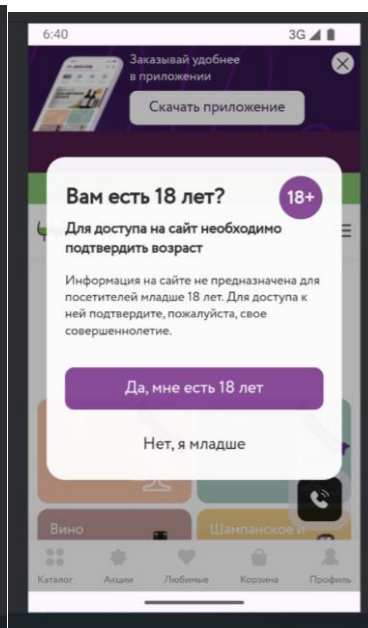 6:40
3G
Заказывай удобнее
в приложении
Скачать приложение
Вам есть 18 лет?
18+
Для доступа на сайт необходимо
подтвердить возраст
Информация на сайте не предназначена для
посетителей младше 18 лет. Для доступа к
ней подтвердите, пожалуйста, свое
совершеннолетие.
Да, мне есть 18 лет
Нет, я младше
Вино
Шампанское и
Каталог
Акции
Любимые
Корзина
Профиль